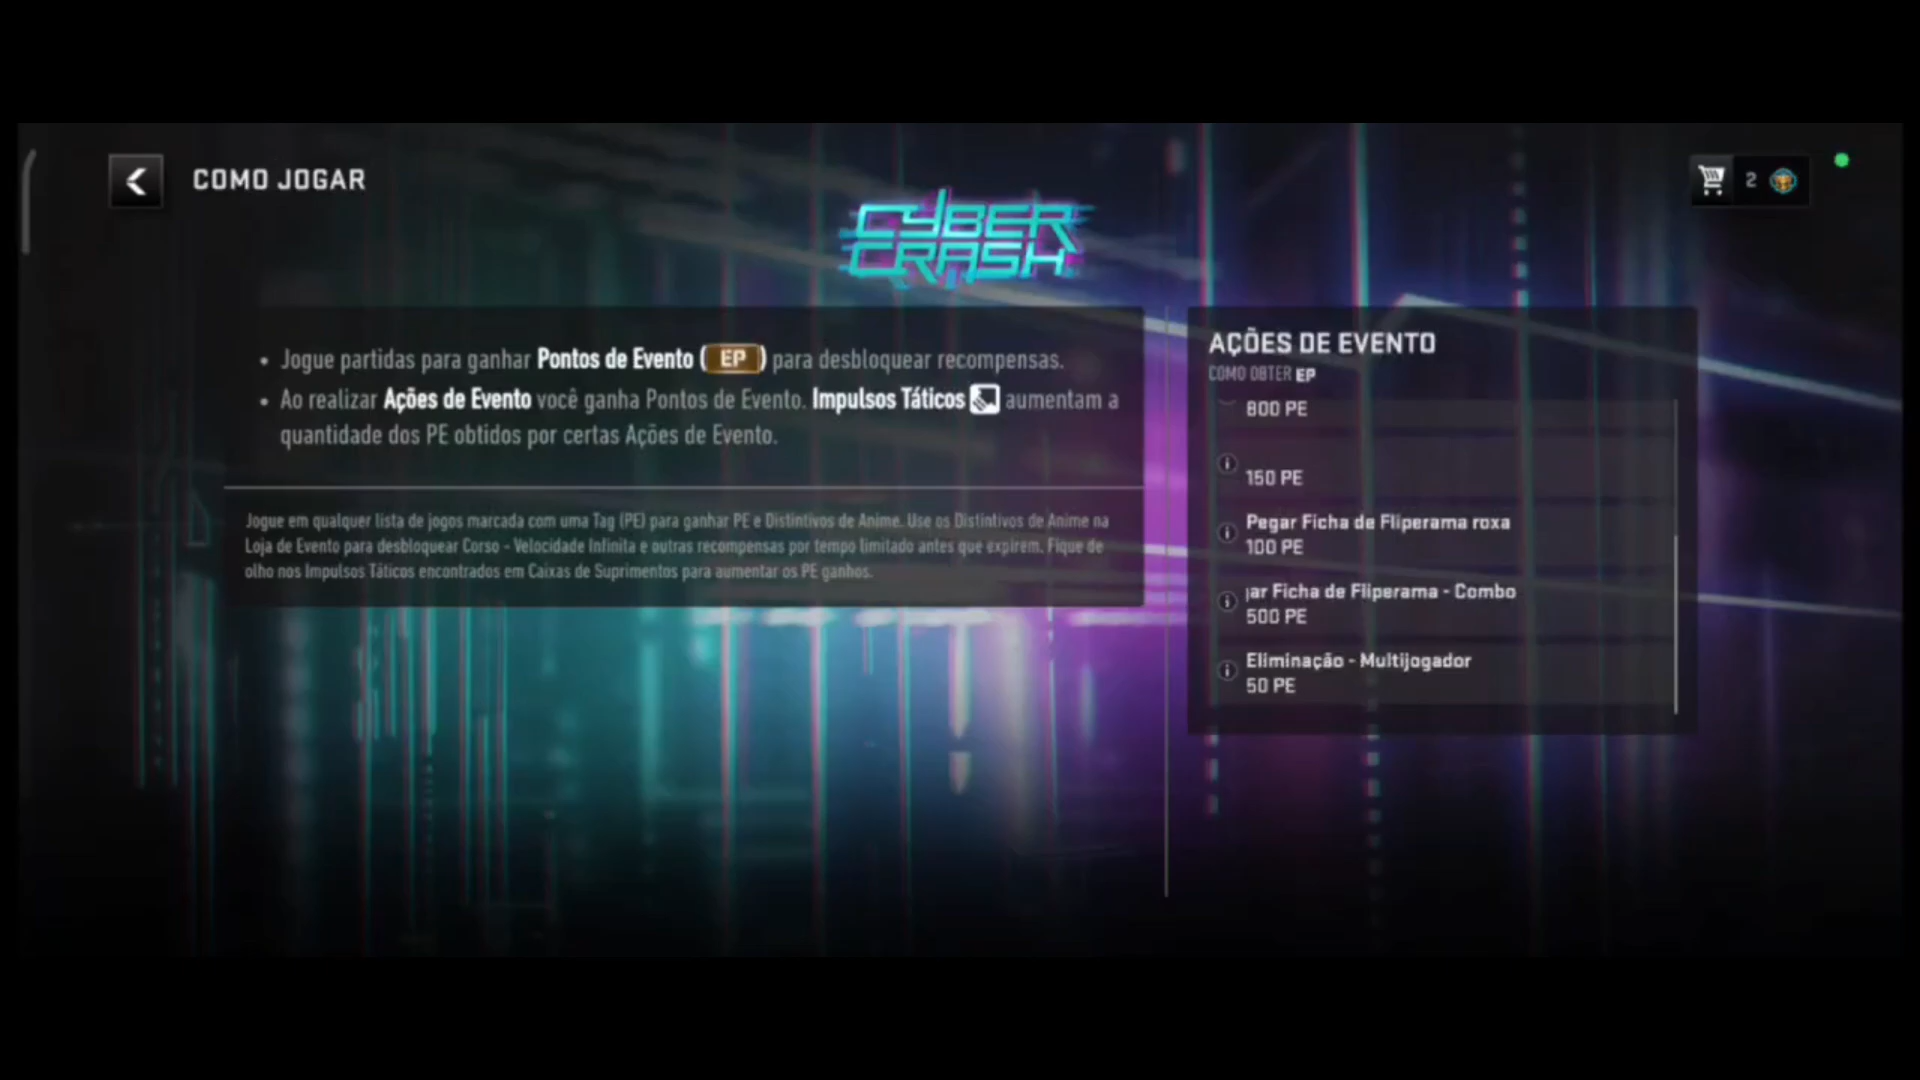 COMO JOGAR
2
CYBER
CRASH
• Jogue partidas para ganhar Pontos de Evento (EP) para desbloquear recompensas.
• Ao realizar Ações de Evento você ganha Pontos de Evento. Impulsos Táticos aumentam a
quantidade dos PE obtidos por certas Ações de Evento.
Jogue em qualquer lista de jogos marcada com uma Tag (PE) para ganhar PE e Distintivos de Anime. Use os Distintivos de Anime na
Loja de Evento para desbloquear Corso - Velocidade Infinita e outras recompensas por tempo limitado antes que expirem. Fique de
olho nos Impulsos Táticos encontrados em Caixas de Suprimentos para aumentar os PE ganhos.
AÇÕES DE EVENTO
COMO OBTER EP
800 PE
150 PE
Pegar Ficha de Fliperama roxa
100 PE
ar Ficha de Fliperama - Combo
500 PE
Eliminação - Multijogador
50 PE